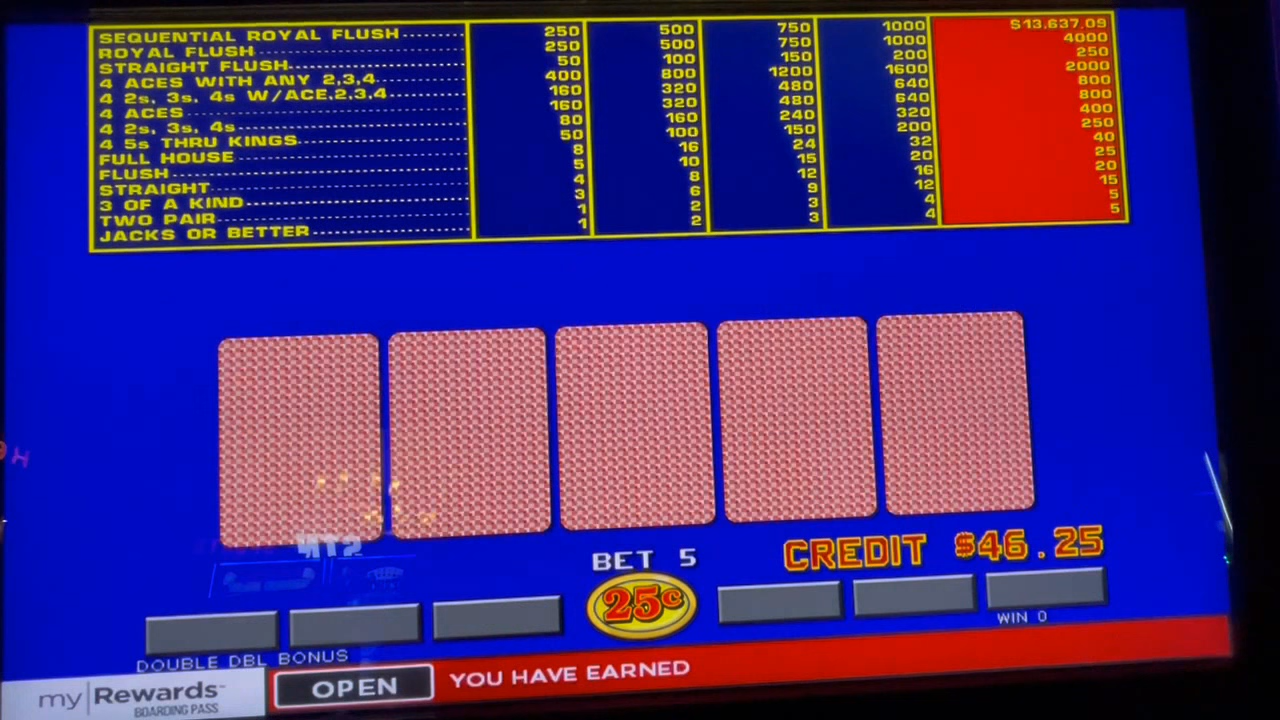 SEQUENTIAL ROYAL FLUSH 250 500 750 1000 $13,637.09
ROYAL FLUSH 250 500 750 1000 4000
STRAIGHT FLUSH 50 100 150 200 250
4 ACES WITH ANY 2,3,4 400 800 1200 1600 2000
4 2s, 3s, 4s W/ACE,2,3,4 160 320 480 640 800
4 ACES 160 320 480 640 800
4 2s, 3s, 4s 80 160 240 320 400
4 5s THRU KINGS 50 100 150 200 250
FULL HOUSE 8 16 24 32 40
FLUSH 5 10 15 20 25
STRAIGHT 4 8 12 16 20
3 OF A KIND 3 6 9 12 15
TWO PAIR 1 2 3 4 5
JACKS OR BETTER 1 2 3 4 5
BET 5
CREDIT $46.25
25¢
WIN 0
DOUBLE DBL BONUS
my|Rewards
BOARDING PASS
OPEN
YOU HAVE EARNED